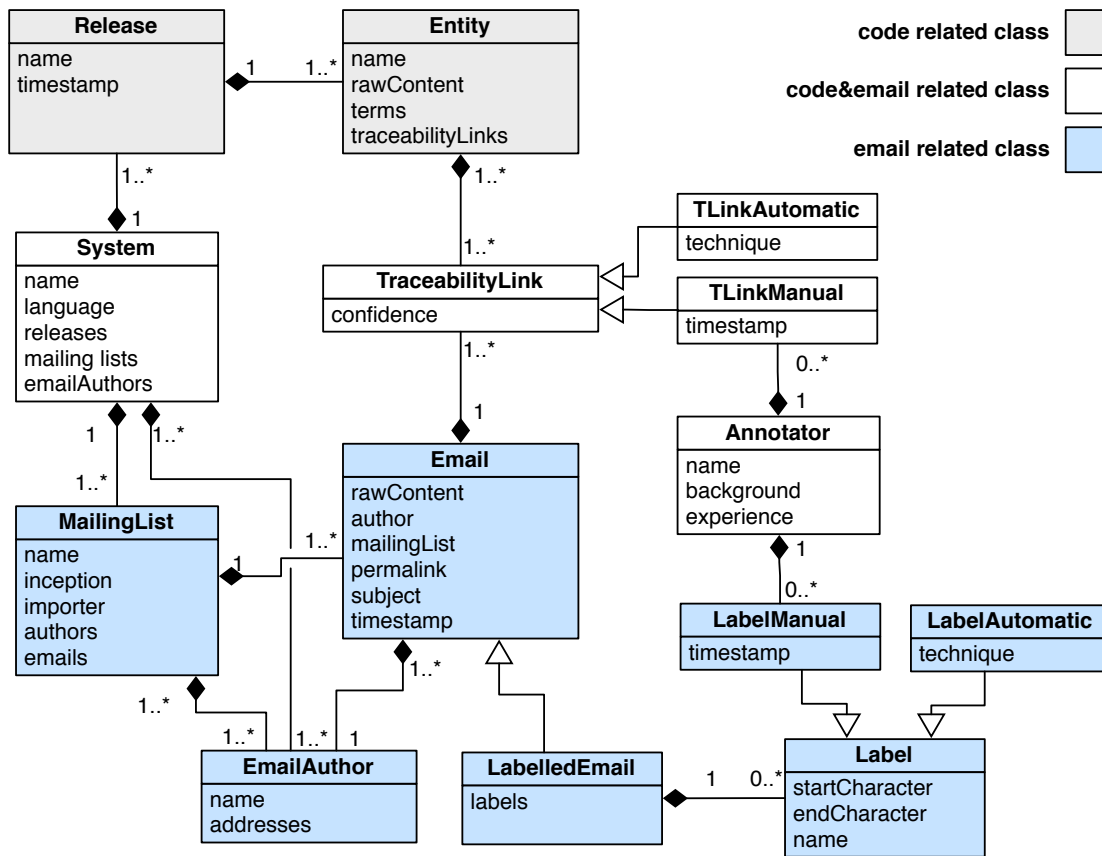 Release
name
timestamp
1
1..*
Entity
name
rawContent
terms
traceabilityLinks
code related class
code&email related class
email related class
1..*
1
1..*
1..*
System
name
language
releases
mailing lists
emailAuthors
TraceabilityLink
confidence
TLinkAutomatic
technique
TLinkManual
timestamp
1..*
1
0..*
1
1
1..*
1..*
MailingList
name
inception
importer
authors
emails
1
1..*
Email
rawContent
author
mailingList
permalink
subject
timestamp
Annotator
name
background
experience
1
0..*
LabelManual
timestamp
LabelAutomatic
technique
1..*
1..*
1..*
1..*
1
EmailAuthor
name
addresses
LabelledEmail
labels
1
0..*
Label
startCharacter
endCharacter
name